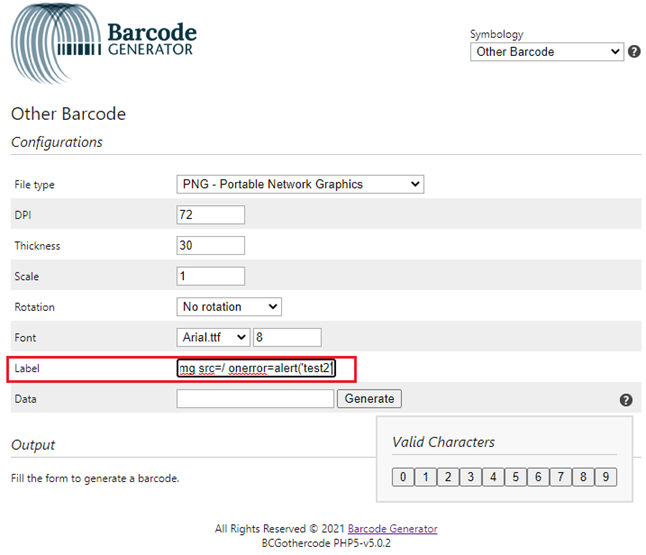 Barcode
GENERATOR
Symbology
Other Barcode
Other Barcode
Configurations
File type PNG - Portable Network Graphics
DPI 72
Thickness 30
Scale 1
Rotation No rotation
Font Arial.ttf 8
Label mg src=/ onerror=alert('test2'
Data Generate
Output
Fill the form to generate a barcode.
Valid Characters
0 1 2 3 4 5 6 7 8 9
All Rights Reserved © 2021 Barcode Generator
BCGothercode PHP5-v5.0.2